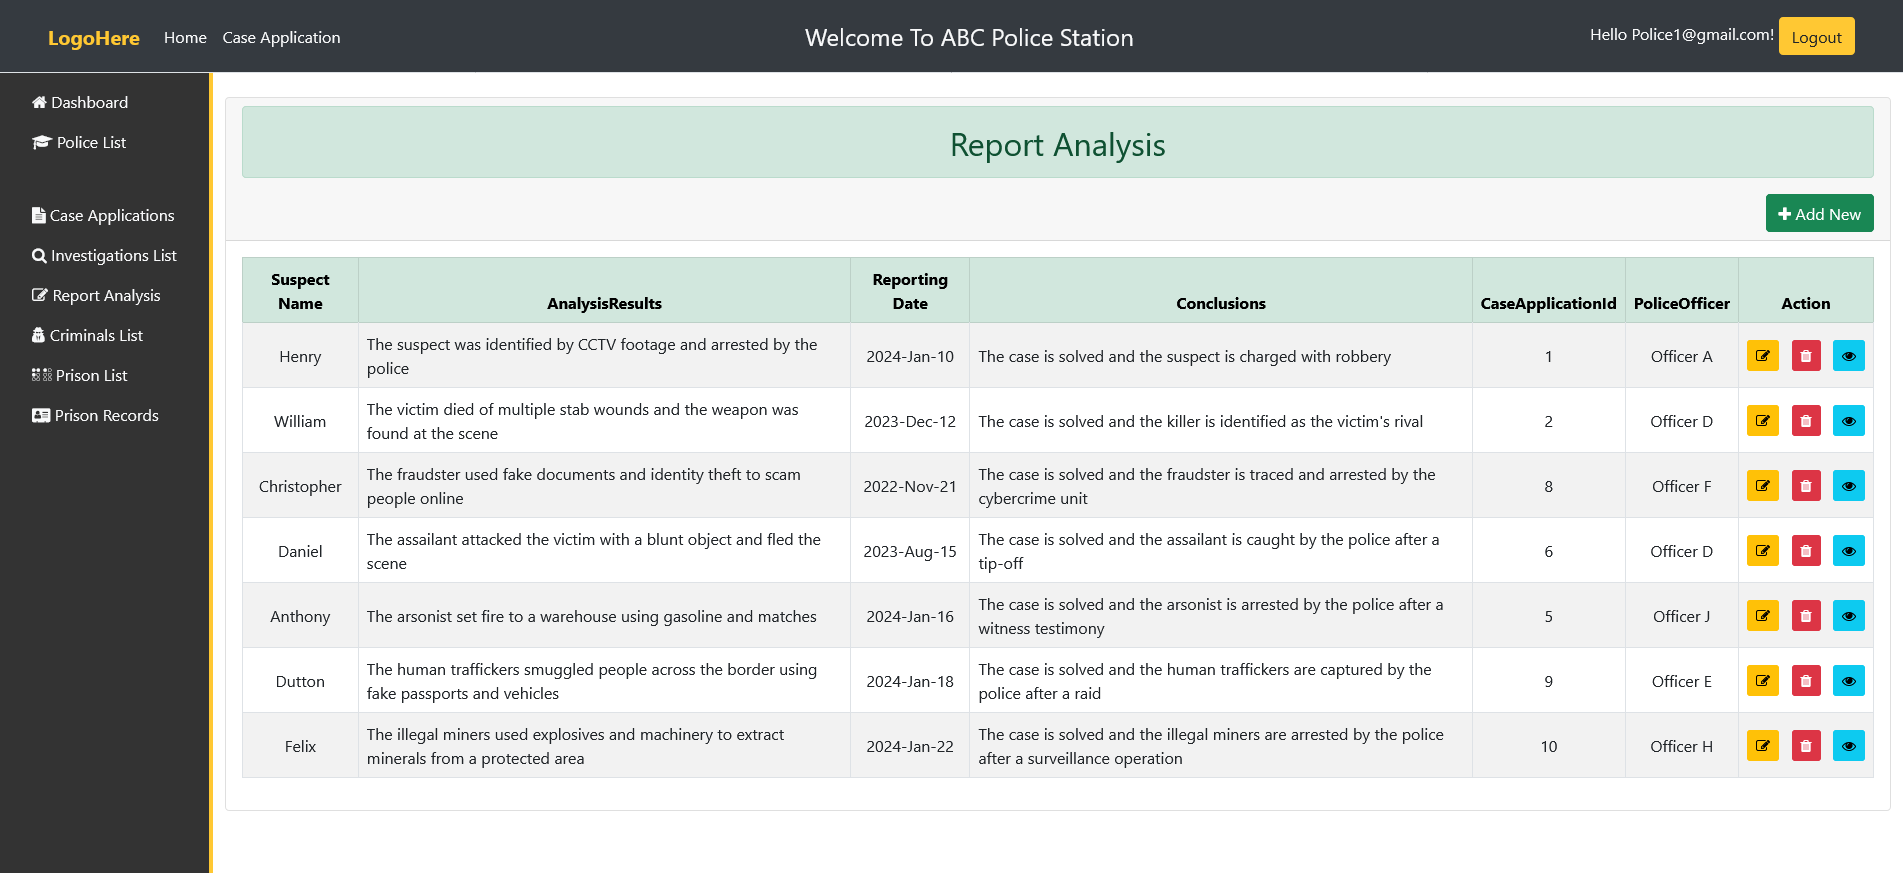 LogoHere Home Case Application Welcome To ABC Police Station Hello Police1@gmail.com! Logout
Dashboard
Police List
Case Applications
Investigations List
Report Analysis
Criminals List
Prison List
Prison Records
Report Analysis
Add New
Suspect Name AnalysisResults Reporting Date Conclusions CaseApplicationId PoliceOfficer Action
Henry The suspect was identified by CCTV footage and arrested by the police 2024-Jan-10 The case is solved and the suspect is charged with robbery 1 Officer A
William The victim died of multiple stab wounds and the weapon was found at the scene 2023-Dec-12 The case is solved and the killer is identified as the victim's rival 2 Officer D
Christopher The fraudster used fake documents and identity theft to scam people online 2022-Nov-21 The case is solved and the fraudster is traced and arrested by the cybercrime unit 8 Officer F
Daniel The assailant attacked the victim with a blunt object and fled the scene 2023-Aug-15 The case is solved and the assailant is caught by the police after a tip-off 6 Officer D
Anthony The arsonist set fire to a warehouse using gasoline and matches 2024-Jan-16 The case is solved and the arsonist is arrested by the police after a witness testimony 5 Officer J
Dutton The human traffickers smuggled people across the border using fake passports and vehicles 2024-Jan-18 The case is solved and the human traffickers are captured by the police after a raid 9 Officer E
Felix The illegal miners used explosives and machinery to extract minerals from a protected area 2024-Jan-22 The case is solved and the illegal miners are arrested by the police after a surveillance operation 10 Officer H